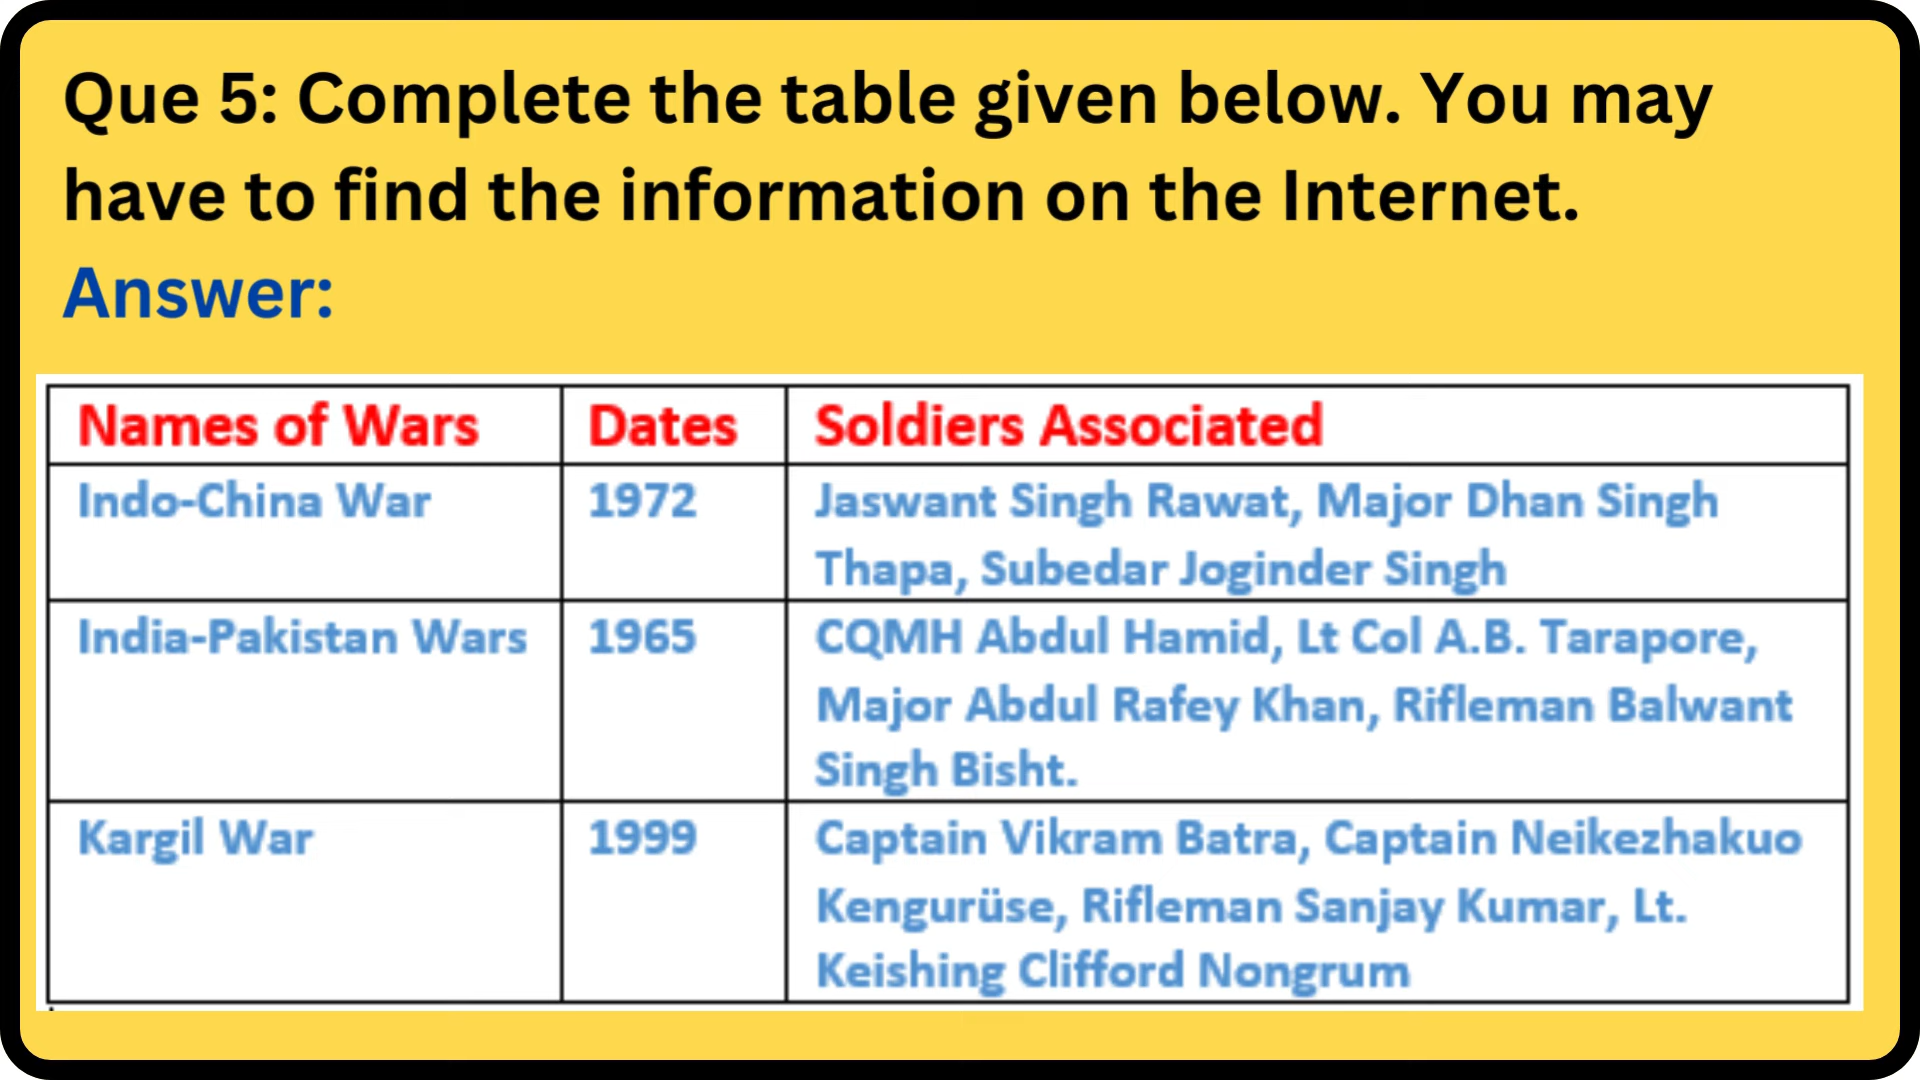 Que 5: Complete the table given below. You may
have to find the information on the Internet.
Answer:
Names of Wars Dates Soldiers Associated
Indo-China War 1972 Jaswant Singh Rawat, Major Dhan Singh
Thapa, Subedar Joginder Singh
India-Pakistan Wars 1965 CQMH Abdul Hamid, Lt Col A.B. Tarapore,
Major Abdul Rafey Khan, Rifleman Balwant
Singh Bisht.
Kargil War 1999 Captain Vikram Batra, Captain Neikezhakuo
Kengurüse, Rifleman Sanjay Kumar, Lt.
Keishing Clifford Nongrum